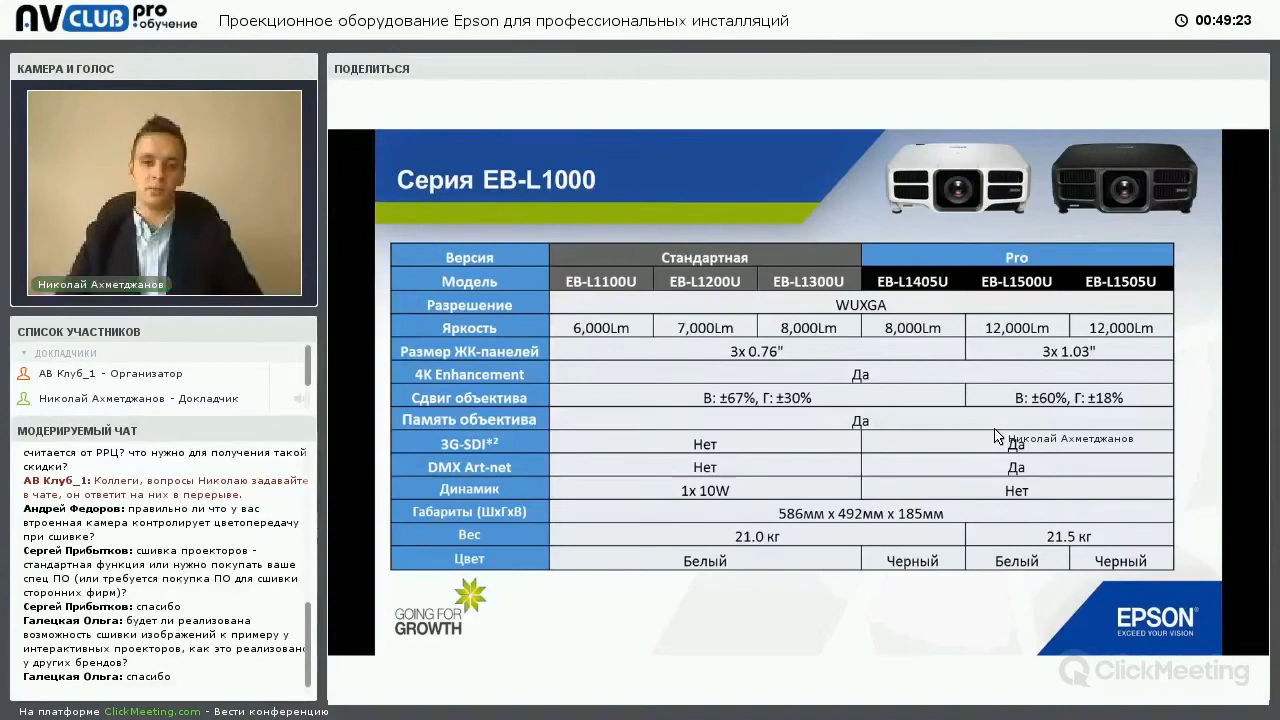 AV CLUB pro обучение
Проекционное оборудование Epson для профессиональных инсталляций
00:49:23
КАМЕРА И ГОЛОС
Николай Ахметджанов
СПИСОК УЧАСТНИКОВ
ДОКЛАДЧИКИ
АВ Клуб_1 - Организатор
Николай Ахметджанов - Докладчик
МОДЕРИРУЕМЫЙ ЧАТ
считается от РРЦ? что нужно для получения такой
скидки?
АВ Клуб_1: Коллеги, вопросы Николаю задавайте
в чате, он ответит на них в перерыве.
Андрей Федоров: правильно ли что у вас
втроенная камера контролирует цветопередачу
при сшивке?
Сергей Прибытков: сшивка проекторов -
стандартная функция или нужно покупать ваше
спец ПО (или требуется покупка ПО для сшивки
сторонних фирм)?
Сергей Прибытков: спасибо
Галецкая Ольга: будет ли реализована
возможность сшивки изображений к примеру у
интерактивных проекторов, как это реализовано
у других брендов?
Галецкая Ольга: спасибо
На платформе ClickMeeting.com - Вести конференцию
ПОДЕЛИТЬСЯ
Серия EB-L1000
Версия Стандартная Pro
Модель EB-L1100U EB-L1200U EB-L1300U EB-L1405U EB-L1500U EB-L1505U
Разрешение WUXGA
Яркость 6,000Lm 7,000Lm 8,000Lm 8,000Lm 12,000Lm 12,000Lm
Размер ЖК-панелей 3x 0.76" 3x 1.03"
4K Enhancement Да
Сдвиг объектива В: ±67%, Г: ±30% В: ±60%, Г: ±18%
Память объектива Да
Николай Ахметджанов
3G-SDI*² Нет Да
DMX Art-net Нет Да
Динамик 1x 10W Нет
Габариты (ШxГxВ) 586мм x 492мм x 185мм
Вес 21.0 кг 21.5 кг
Цвет Белый Черный Белый Черный
GOING FOR
GROWTH
EPSON®
EXCEED YOUR VISION
ClickMeeting